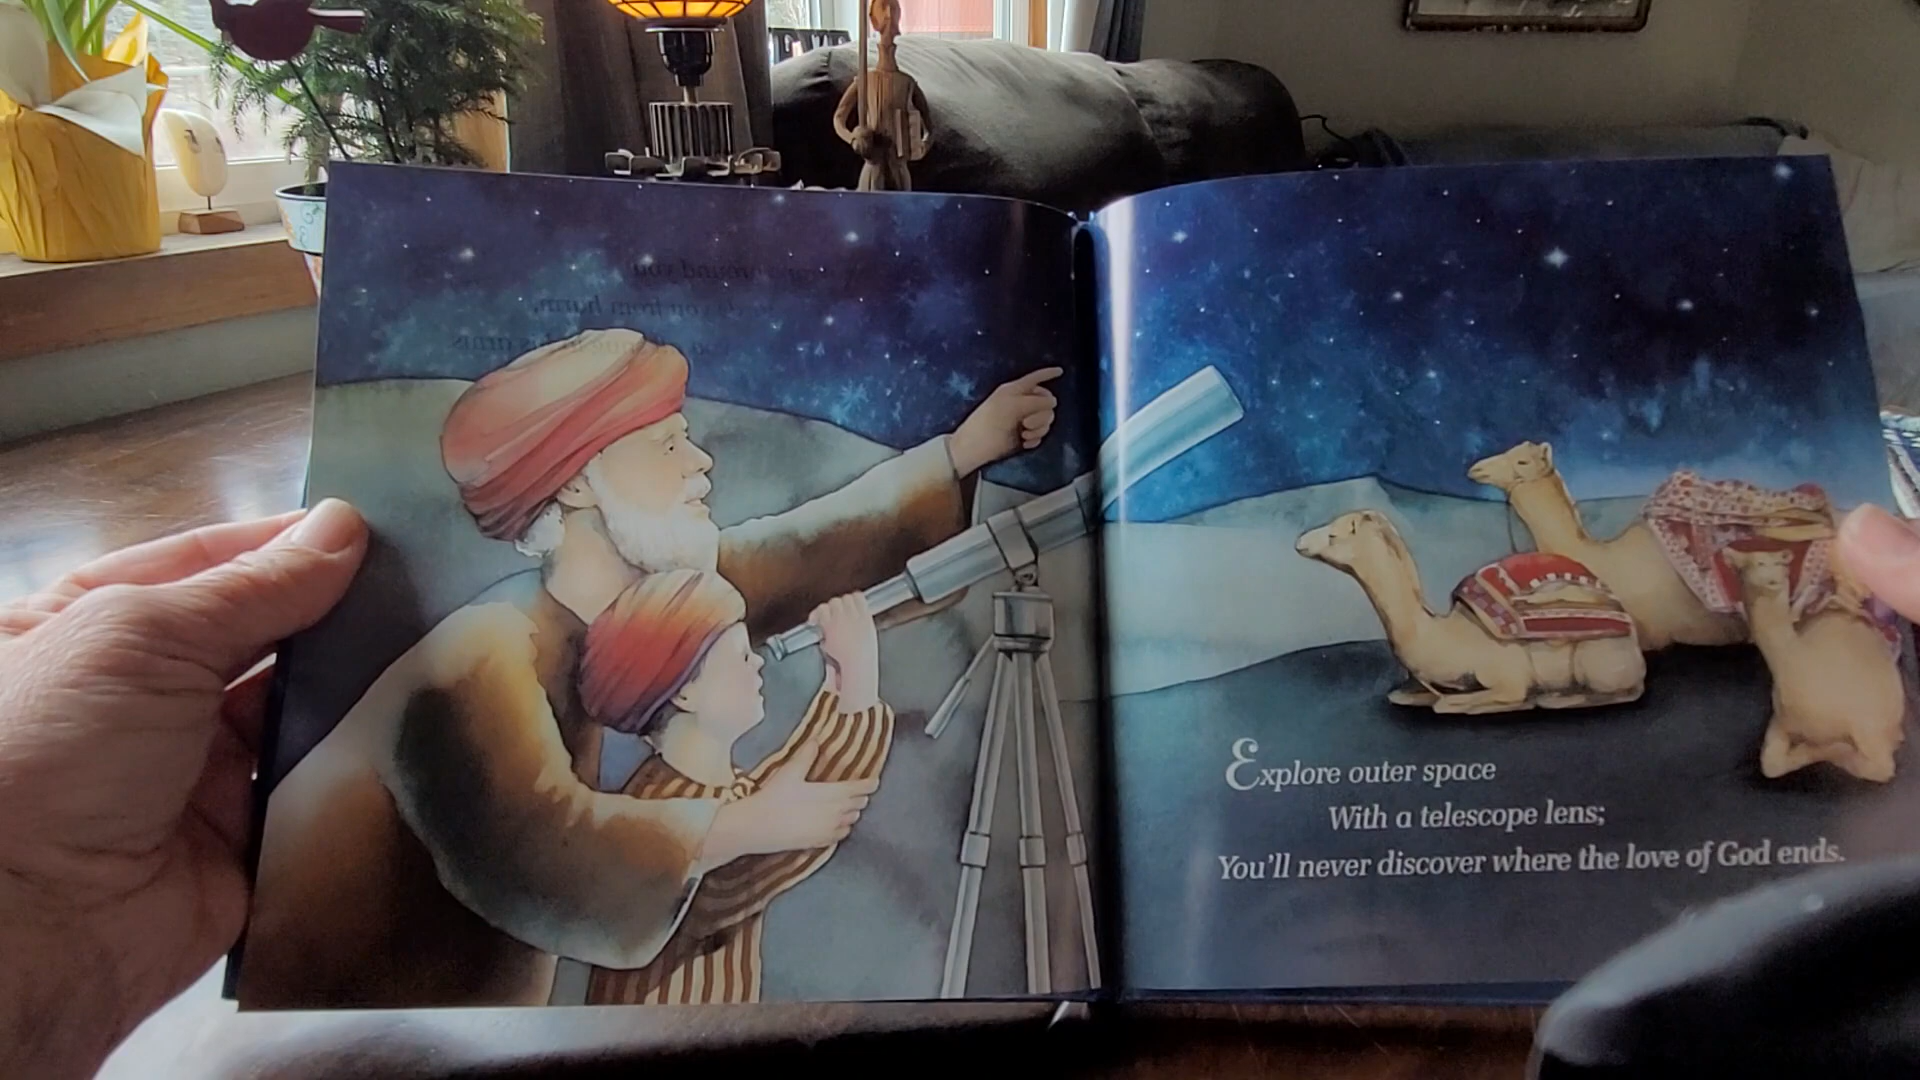 Explore outer space
With a telescope lens;
You'll never discover where the love of God ends.